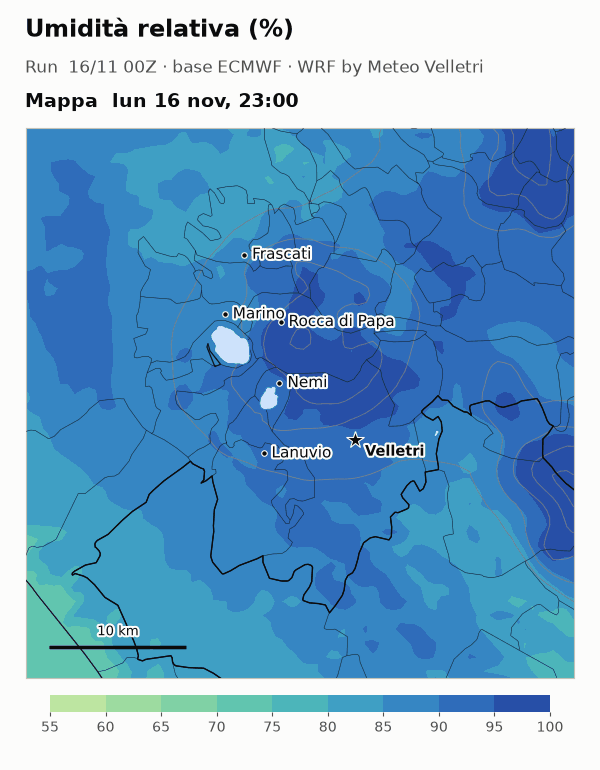 Umidità relativa (%)
Run  16/11 00Z · base ECMWF · WRF by Meteo Velletri
Mappa  lun 16 nov, 23:00
Frascati
Marino
Rocca di Papa
Nemi
Velletri
Lanuvio
10 km
55 60 65 70 75 80 85 90 95 100